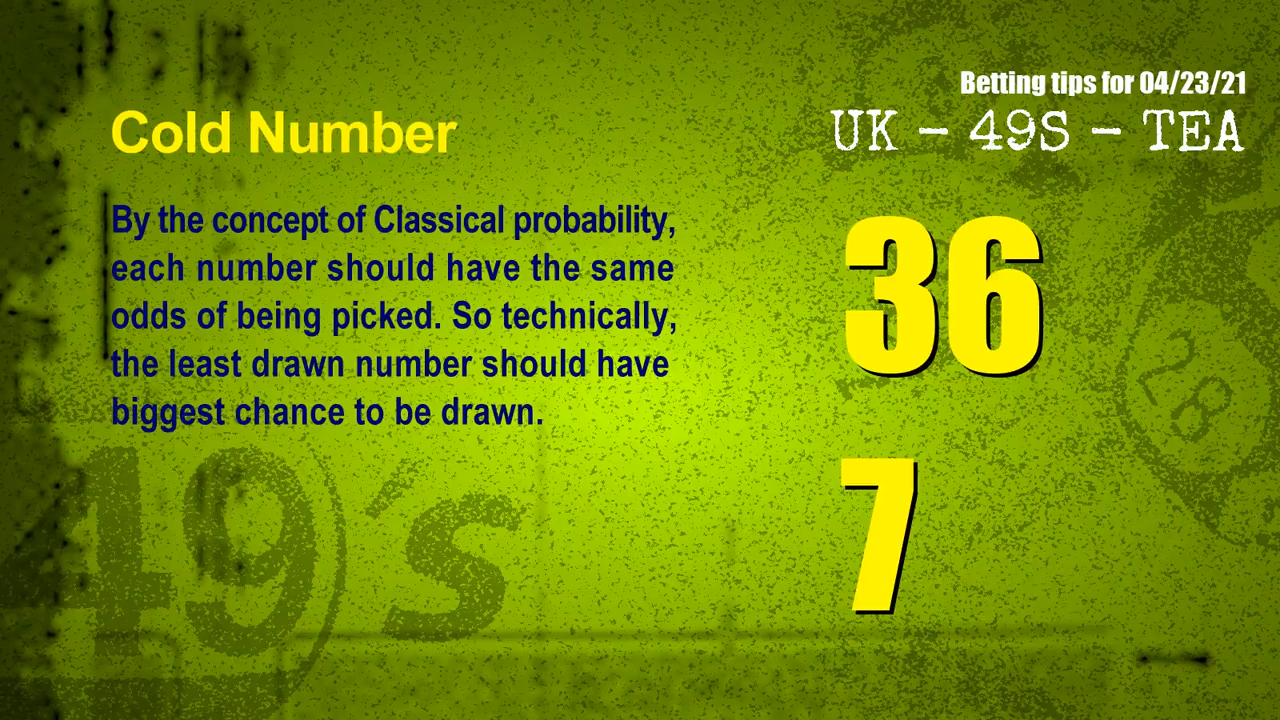 Betting tips for 04/23/21
UK - 49S - TEA
Cold Number
By the concept of Classical probability,
each number should have the same
odds of being picked. So technically,
the least drawn number should have
biggest chance to be drawn.
36
7
49's
28